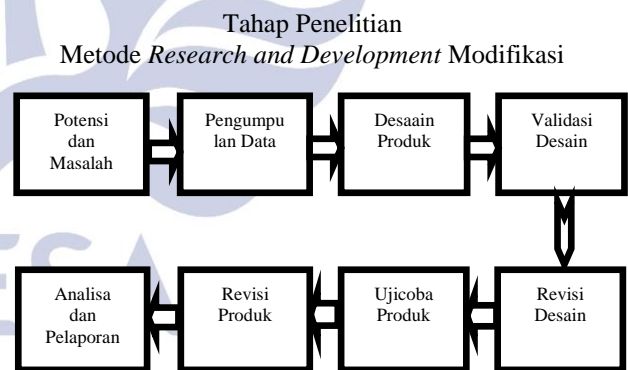 Tahap Penelitian
Metode Research and Development Modifikasi
Potensi
dan
Masalah
Pengumpu
lan Data
Desaain
Produk
Validasi
Desain
Revisi
Desain
Ujicoba
Produk
Revisi
Produk
Analisa
dan
Pelaporan